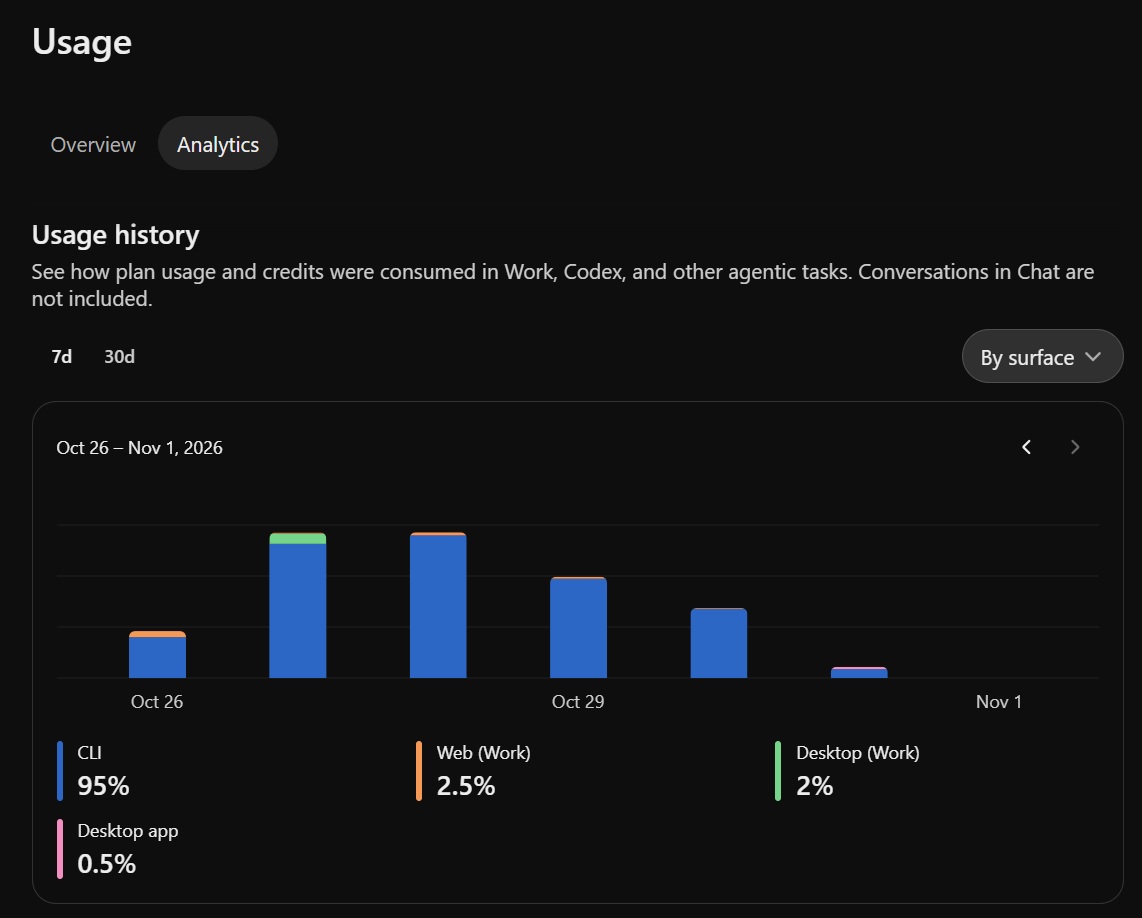 Usage
Overview
Analytics
Usage history
See how plan usage and credits were consumed in Work, Codex, and other agentic tasks. Conversations in Chat are
not included.
7d
30d
By surface
Oct 26 – Nov 1, 2026
Oct 26
Oct 29
Nov 1
CLI
95%
Web (Work)
2.5%
Desktop (Work)
2%
Desktop app
0.5%